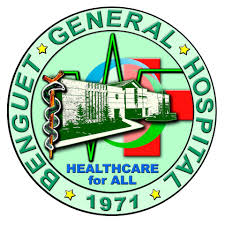 BENGUET GENERAL HOSPITAL
HEALTHCARE
for ALL
1971